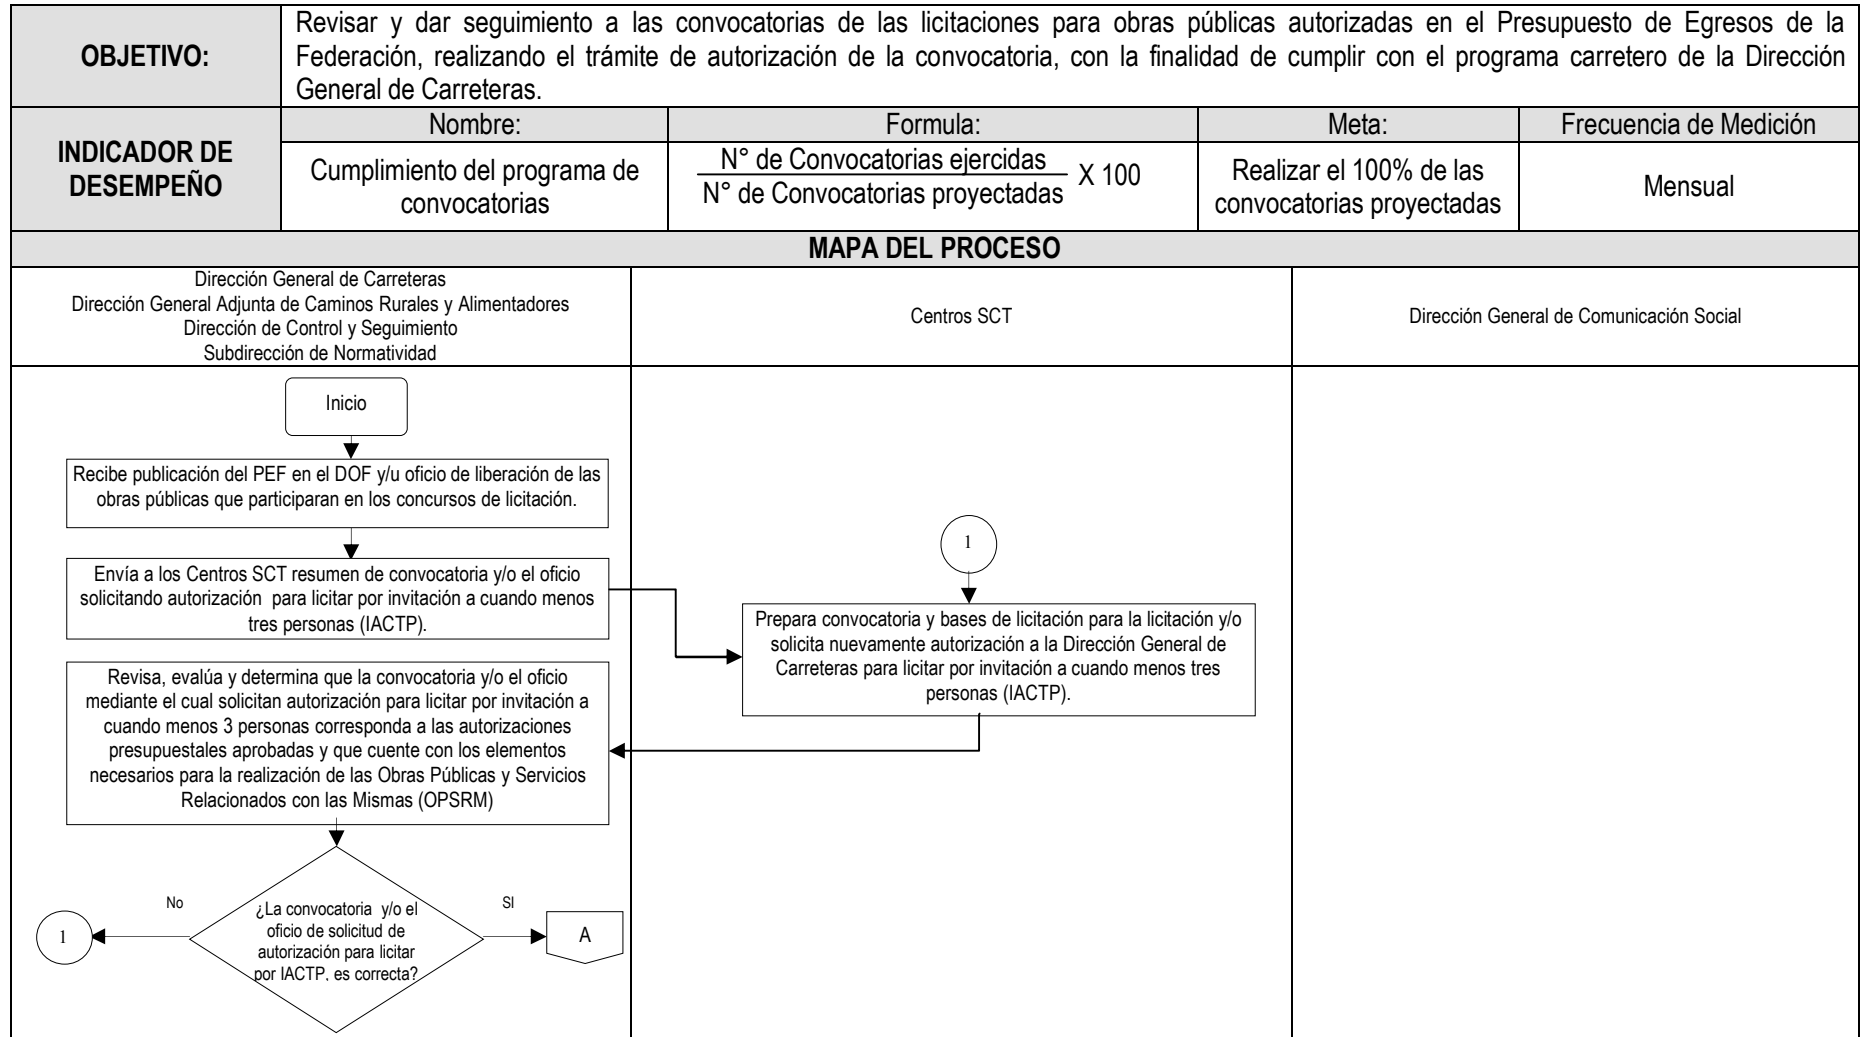 OBJETIVO:
Revisar y dar seguimiento a las convocatorias de las licitaciones para obras públicas autorizadas en el Presupuesto de Egresos de la
Federación, realizando el trámite de autorización de la convocatoria, con la finalidad de cumplir con el programa carretero de la Dirección
General de Carreteras.
INDICADOR DE
DESEMPEÑO
Nombre:
Formula:
Meta:
Frecuencia de Medición
Cumplimiento del programa de
convocatorias
N° de Convocatorias ejercidas
N° de Convocatorias proyectadas
X 100
Realizar el 100% de las
convocatorias proyectadas
Mensual
MAPA DEL PROCESO
Dirección General de Carreteras
Dirección General Adjunta de Caminos Rurales y Alimentadores
Dirección de Control y Seguimiento
Subdirección de Normatividad
Centros SCT
Dirección General de Comunicación Social
Inicio
Recibe publicación del PEF en el DOF y/u oficio de liberación de las
obras públicas que participaran en los concursos de licitación.
Envía a los Centros SCT resumen de convocatoria y/o el oficio
solicitando autorización para licitar por invitación a cuando menos
tres personas (IACTP).
1
Prepara convocatoria y bases de licitación para la licitación y/o
solicita nuevamente autorización a la Dirección General de
Carreteras para licitar por invitación a cuando menos tres
personas (IACTP).
Revisa, evalúa y determina que la convocatoria y/o el oficio
mediante el cual solicitan autorización para licitar por invitación a
cuando menos 3 personas corresponda a las autorizaciones
presupuestales aprobadas y que cuente con los elementos
necesarios para la realización de las Obras Públicas y Servicios
Relacionados con las Mismas (OPSRM)
No
SI
1
¿La convocatoria y/o el
oficio de solicitud de
autorización para licitar
por IACTP, es correcta?
A